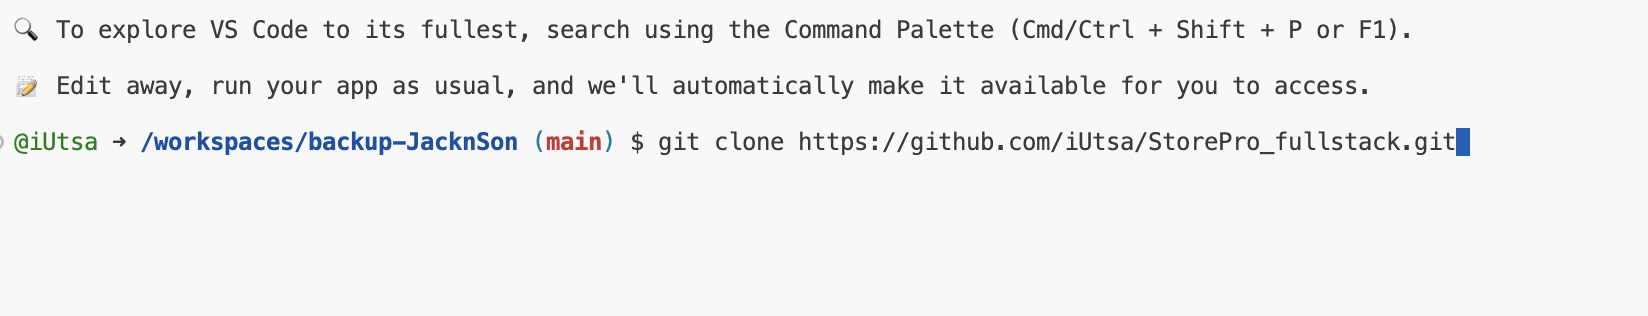 🔍 To explore VS Code to its fullest, search using the Command Palette (Cmd/Ctrl + Shift + P or F1).
📝 Edit away, run your app as usual, and we'll automatically make it available for you to access.
@iUtsa ➜ /workspaces/backup-JacknSon (main) $ git clone https://github.com/iUtsa/StorePro_fullstack.git